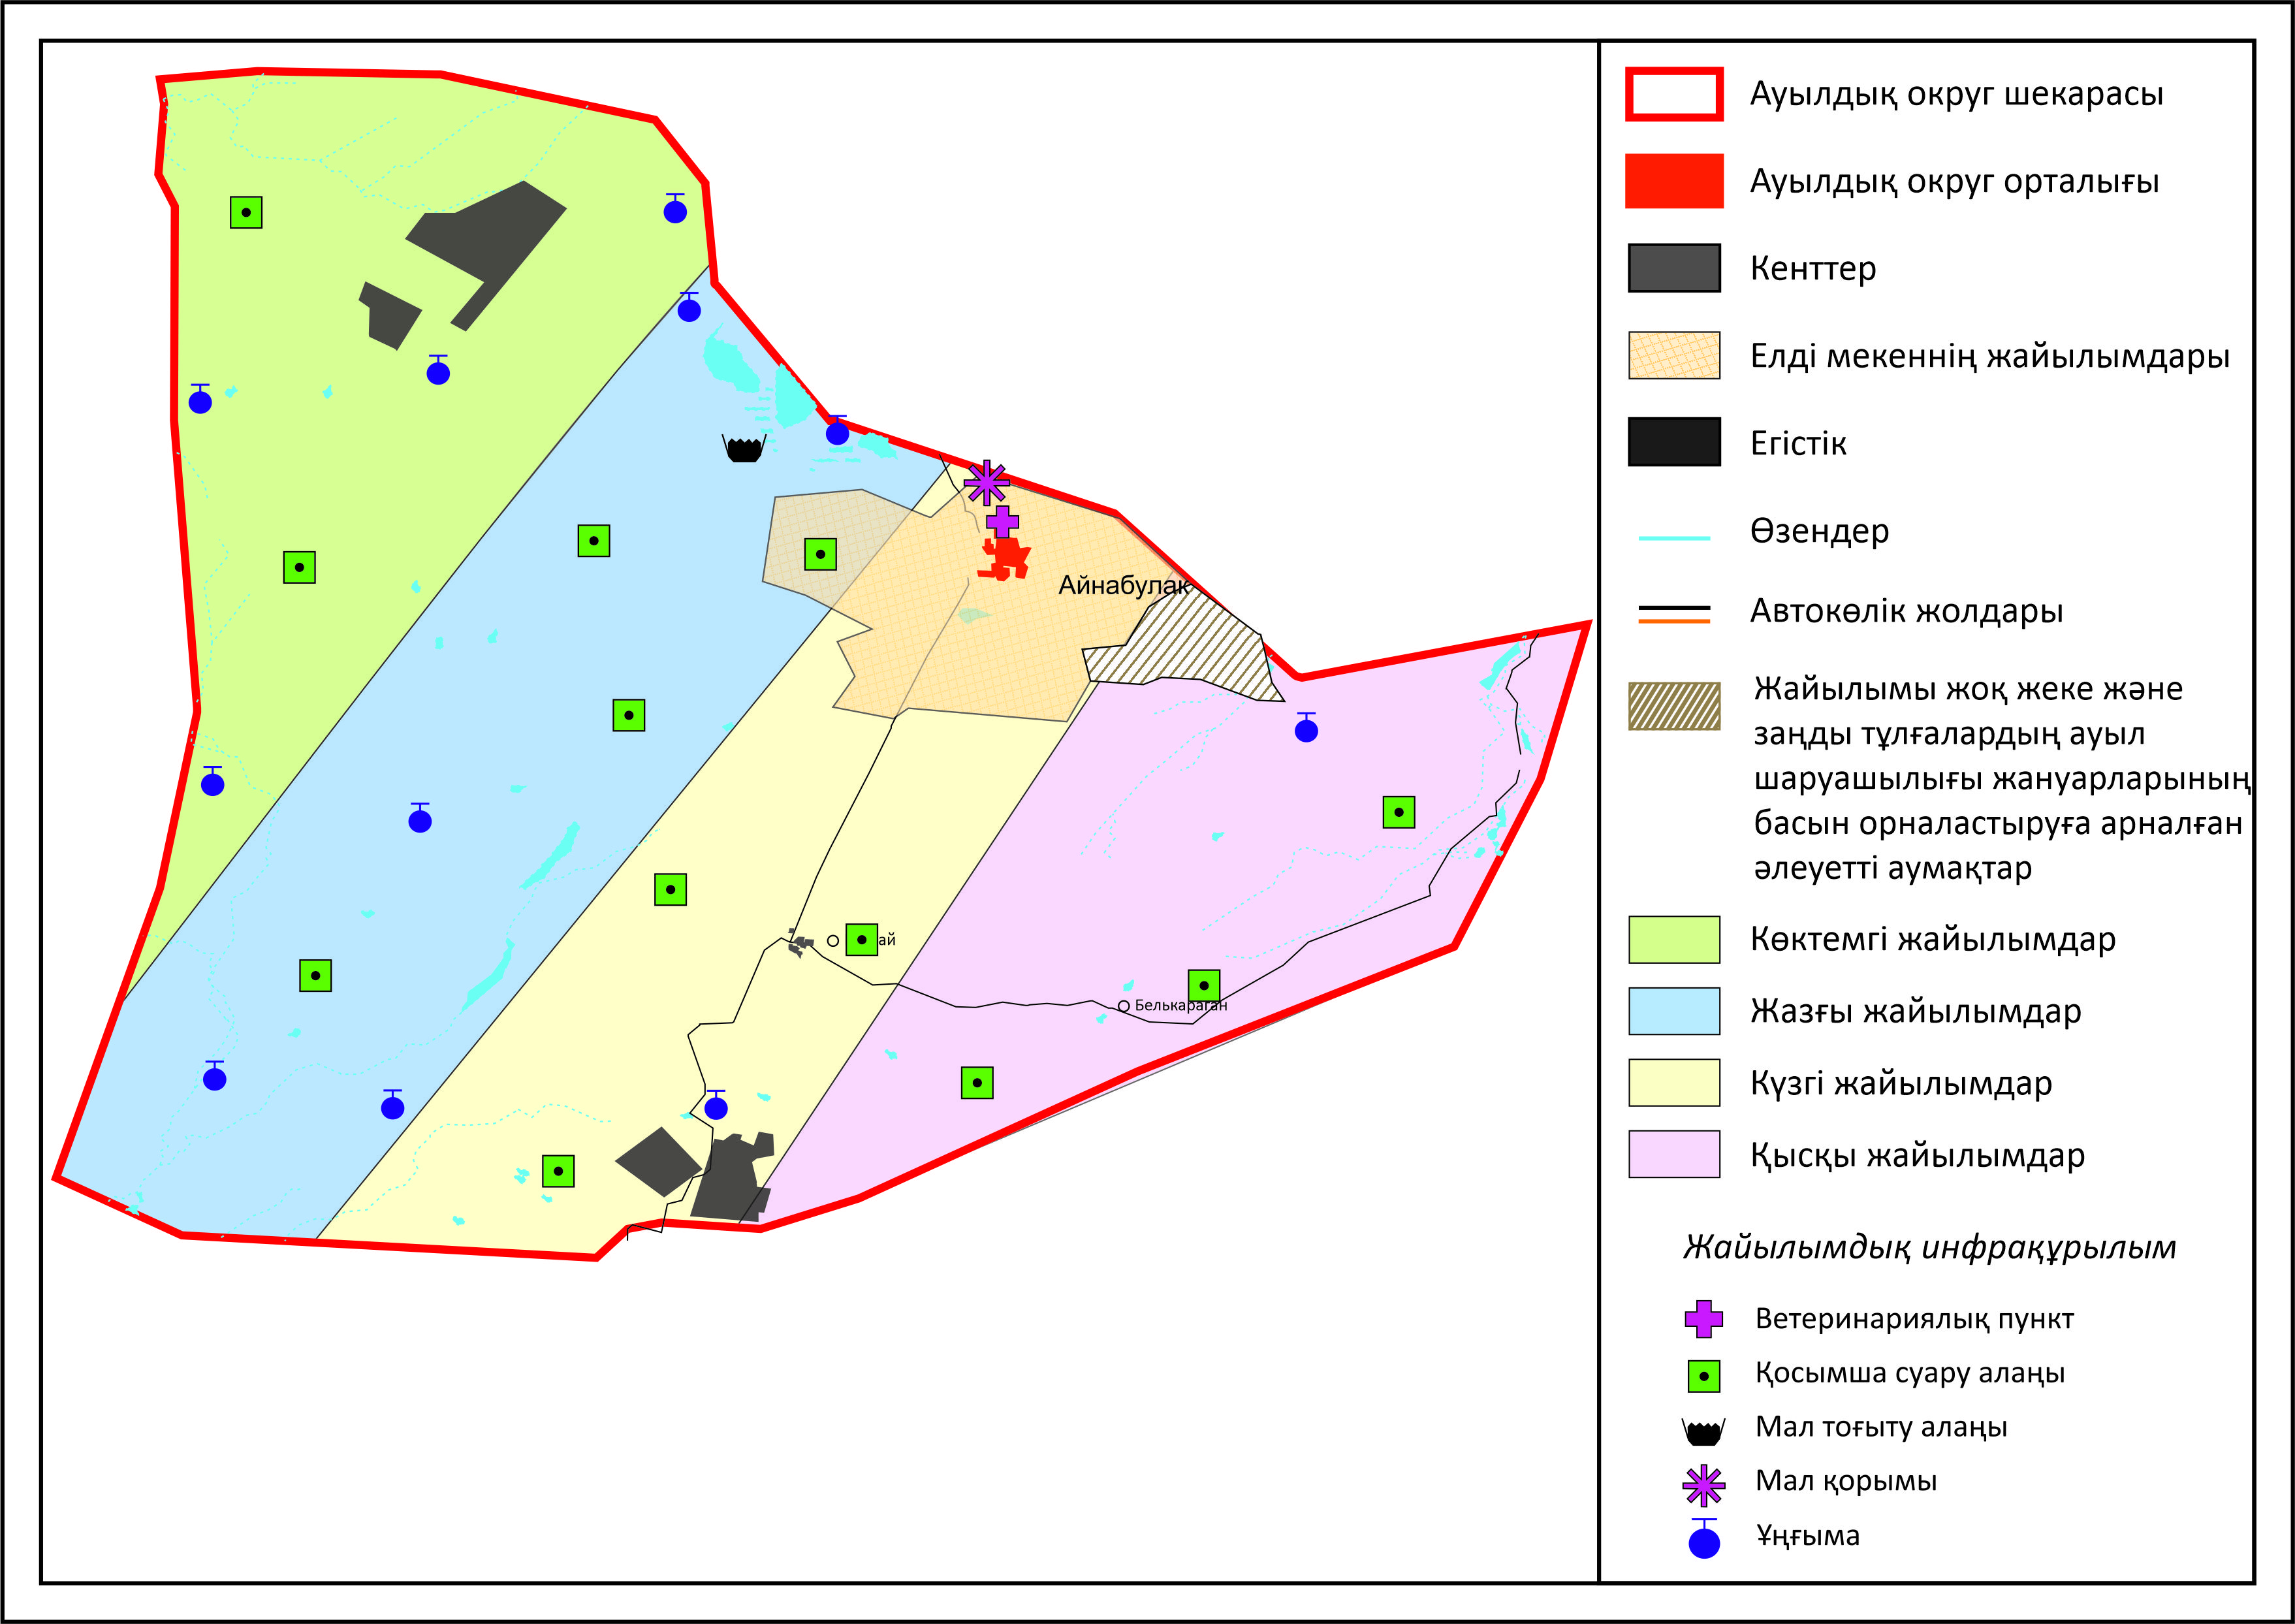 Айнабулак
ай
Белькараган
Ауылдық округ шекарасы
Ауылдық округ орталығы
Кенттер
Елді мекеннің жайылымдары
Егістік
Өзендер
Автокөлік жолдары
Жайылымы жоқ жеке және
заңды тұлғалардың ауыл
шаруашылығы жануарларының
басын орналастыруға арналған
әлеуетті аумақтар
Көктемгі жайылымдар
Жазғы жайылымдар
Күзгі жайылымдар
Қысқы жайылымдар
Жайылымдық инфрақұрылым
Ветеринариялық пункт
Қосымша суару алаңы
Мал тоғыту алаңы
Мал қорымы
Ұңғыма